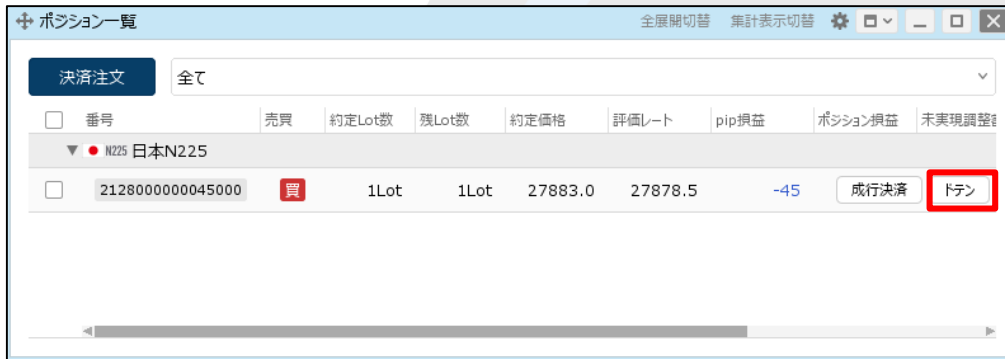 ポジション一覧 全展開切替 集計表示切替
決済注文 全て
番号 売買 約定Lot数 残Lot数 約定価格 評価レート pip損益 ポジション損益 未実現調整
N225 日本N225
2128000000045000 買 1Lot 1Lot 27883.0 27878.5 -45 成行決済 ドテン